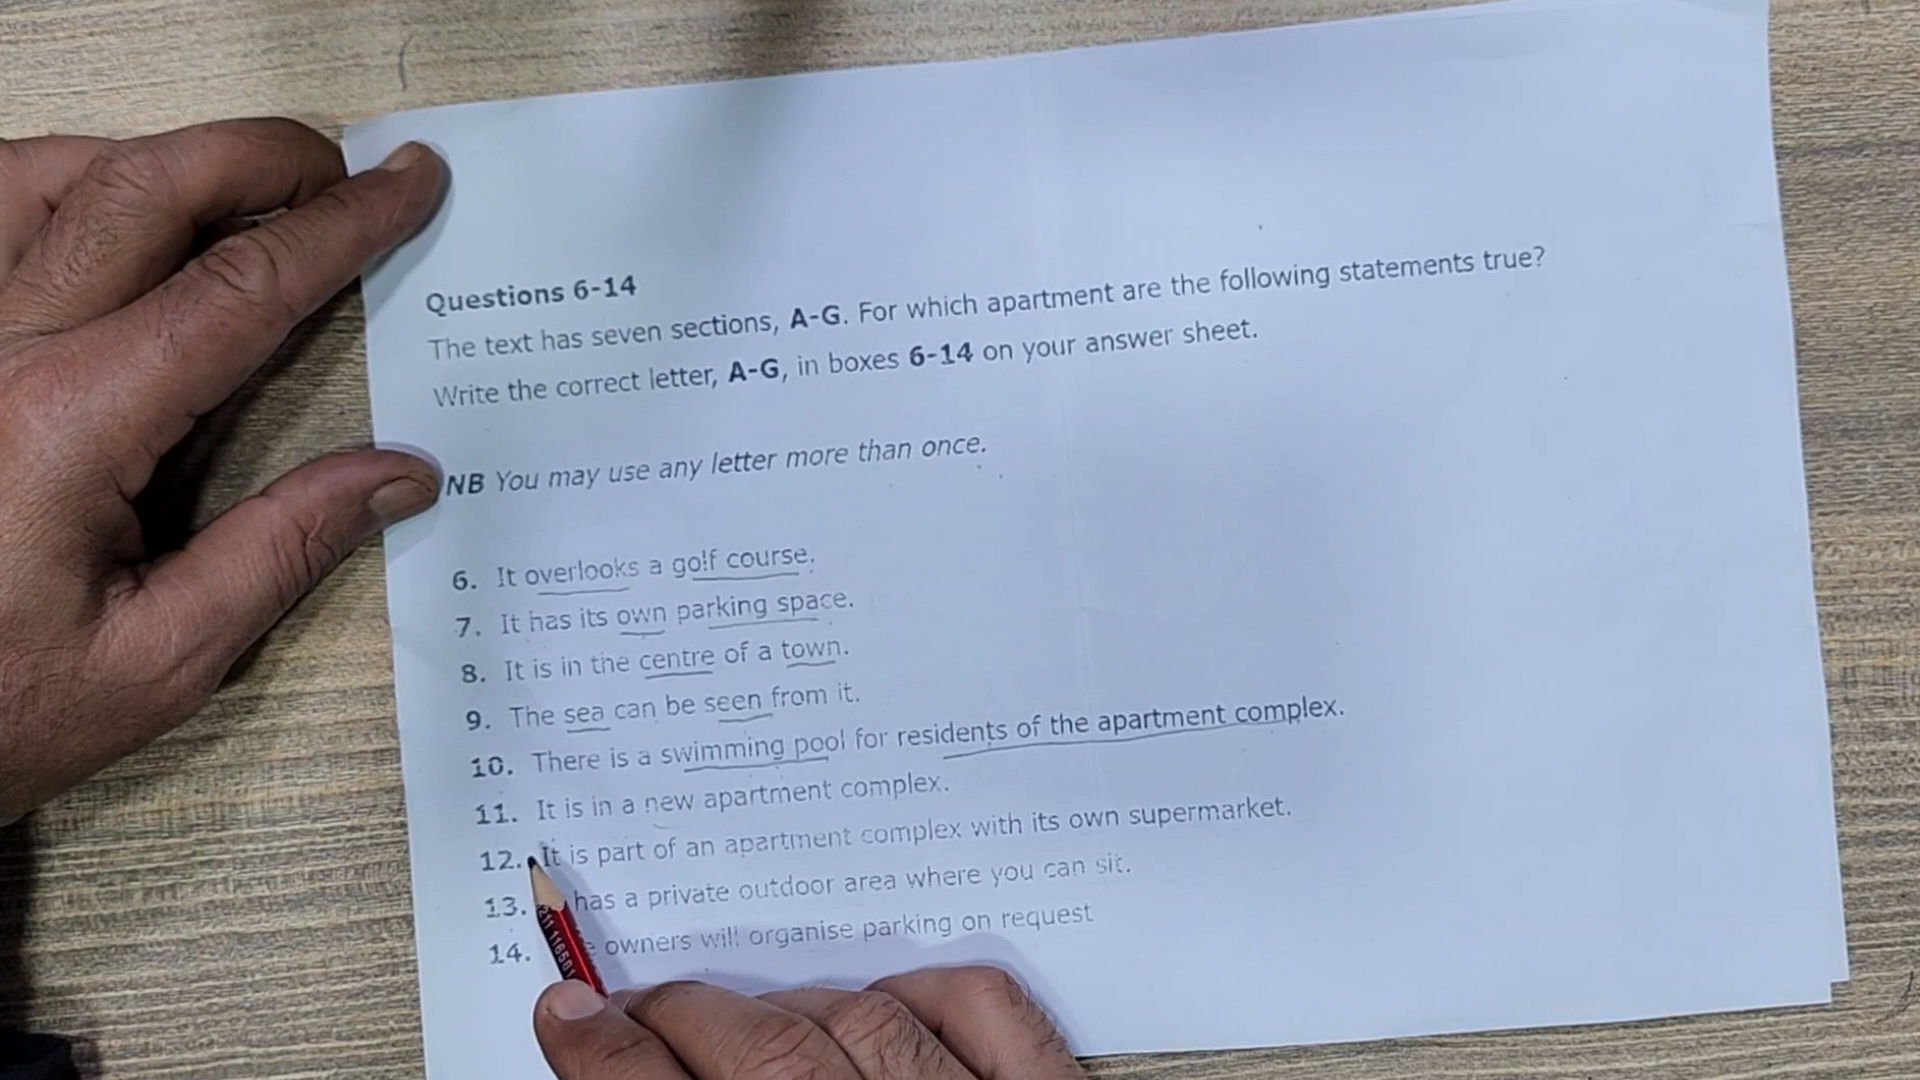 Questions 6-14
The text has seven sections, A-G. For which apartment are the following statements true?
Write the correct letter, A-G, in boxes 6-14 on your answer sheet.
NB You may use any letter more than once.
6. It overlooks a golf course.
7. It has its own parking space.
8. It is in the centre of a town.
9. The sea can be seen from it.
10. There is a swimming pool for residents of the apartment complex.
11. It is in a new apartment complex.
12. It is part of an apartment complex with its own supermarket.
13. has a private outdoor area where you can sit.
14. owners will organise parking on request